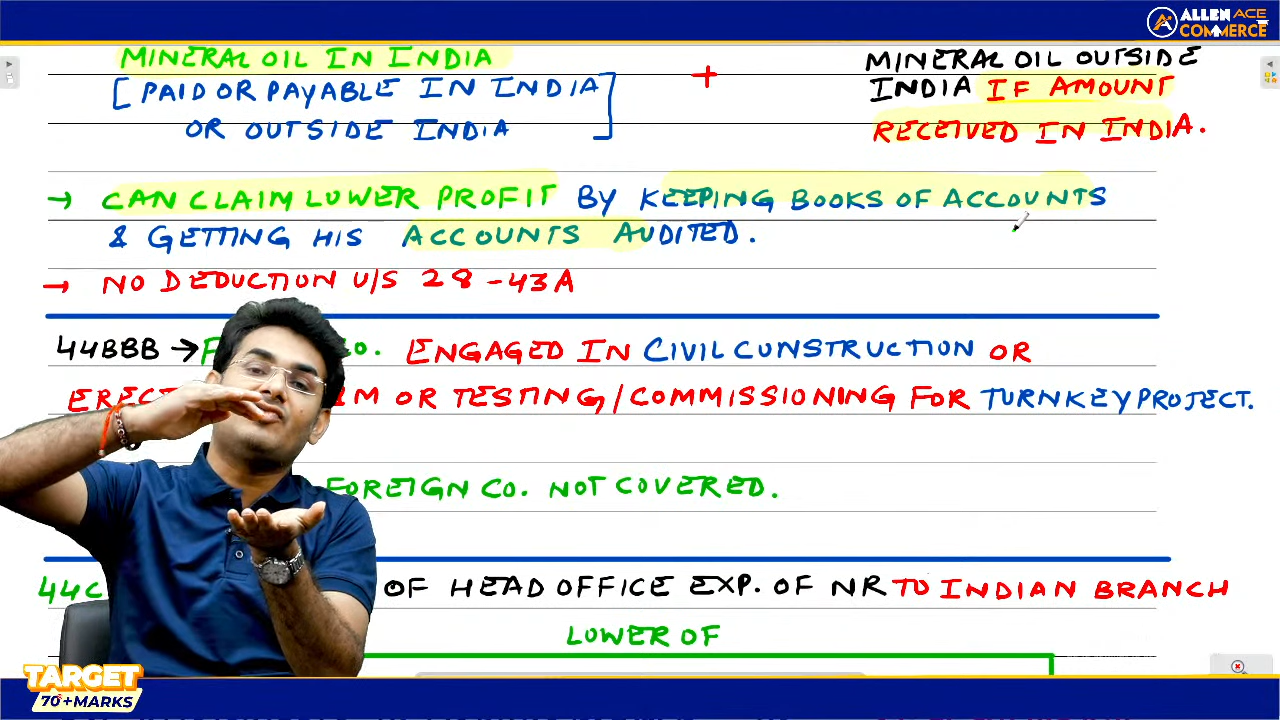 ALLEN ACE
COMMERCE
MINERAL OIL IN INDIA
[PAID OR PAYABLE IN INDIA
OR OUTSIDE INDIA]
+
MINERAL OIL OUTSIDE
INDIA IF AMOUNT
RECEIVED IN INDIA.
→ CAN CLAIM LOWER PROFIT BY KEEPING BOOKS OF ACCOUNTS
& GETTING HIS ACCOUNTS AUDITED.
→ NO DEDUCTION U/S 28-43A
44BBB → CO. ENGAGED IN CIVIL CONSTRUCTION OR
OR TESTING/COMMISSIONING FOR TURNKEY PROJECT.
FOREIGN CO. NOT COVERED.
44C OF HEAD OFFICE EXP. OF NR TO INDIAN BRANCH
LOWER OF
TARGET
70+MARKS